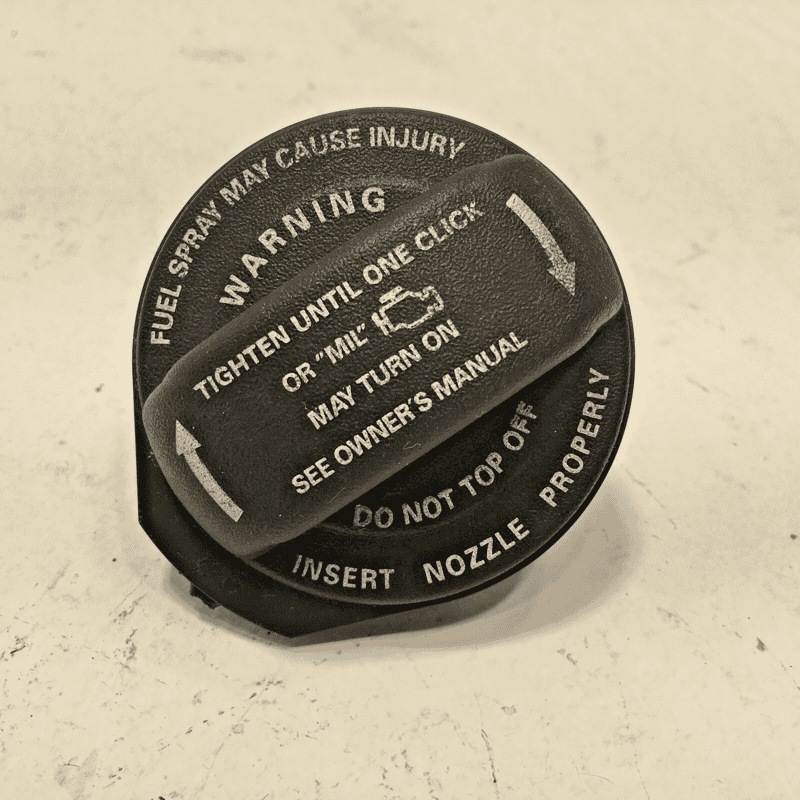 FUEL SPRAY MAY CAUSE INJURY
WARNING
TIGHTEN UNTIL ONE CLICK
OR "MIL"
MAY TURN ON
SEE OWNER'S MANUAL
DO NOT TOP OFF
INSERT NOZZLE PROPERLY